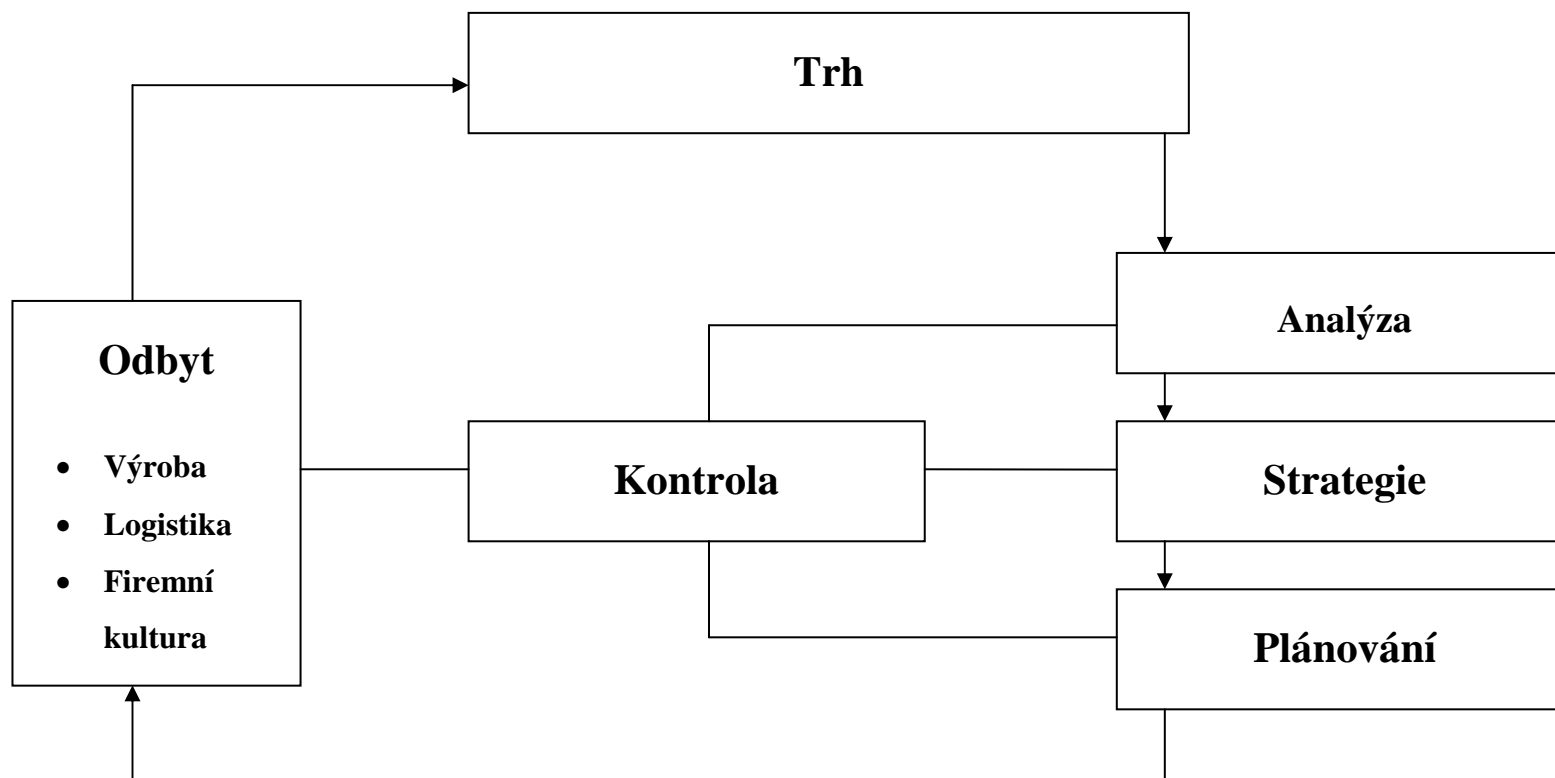 Trh
Analýza
Odbyt
• Výroba
• Logistika
• Firemní
kultura
Kontrola
Strategie
Plánování